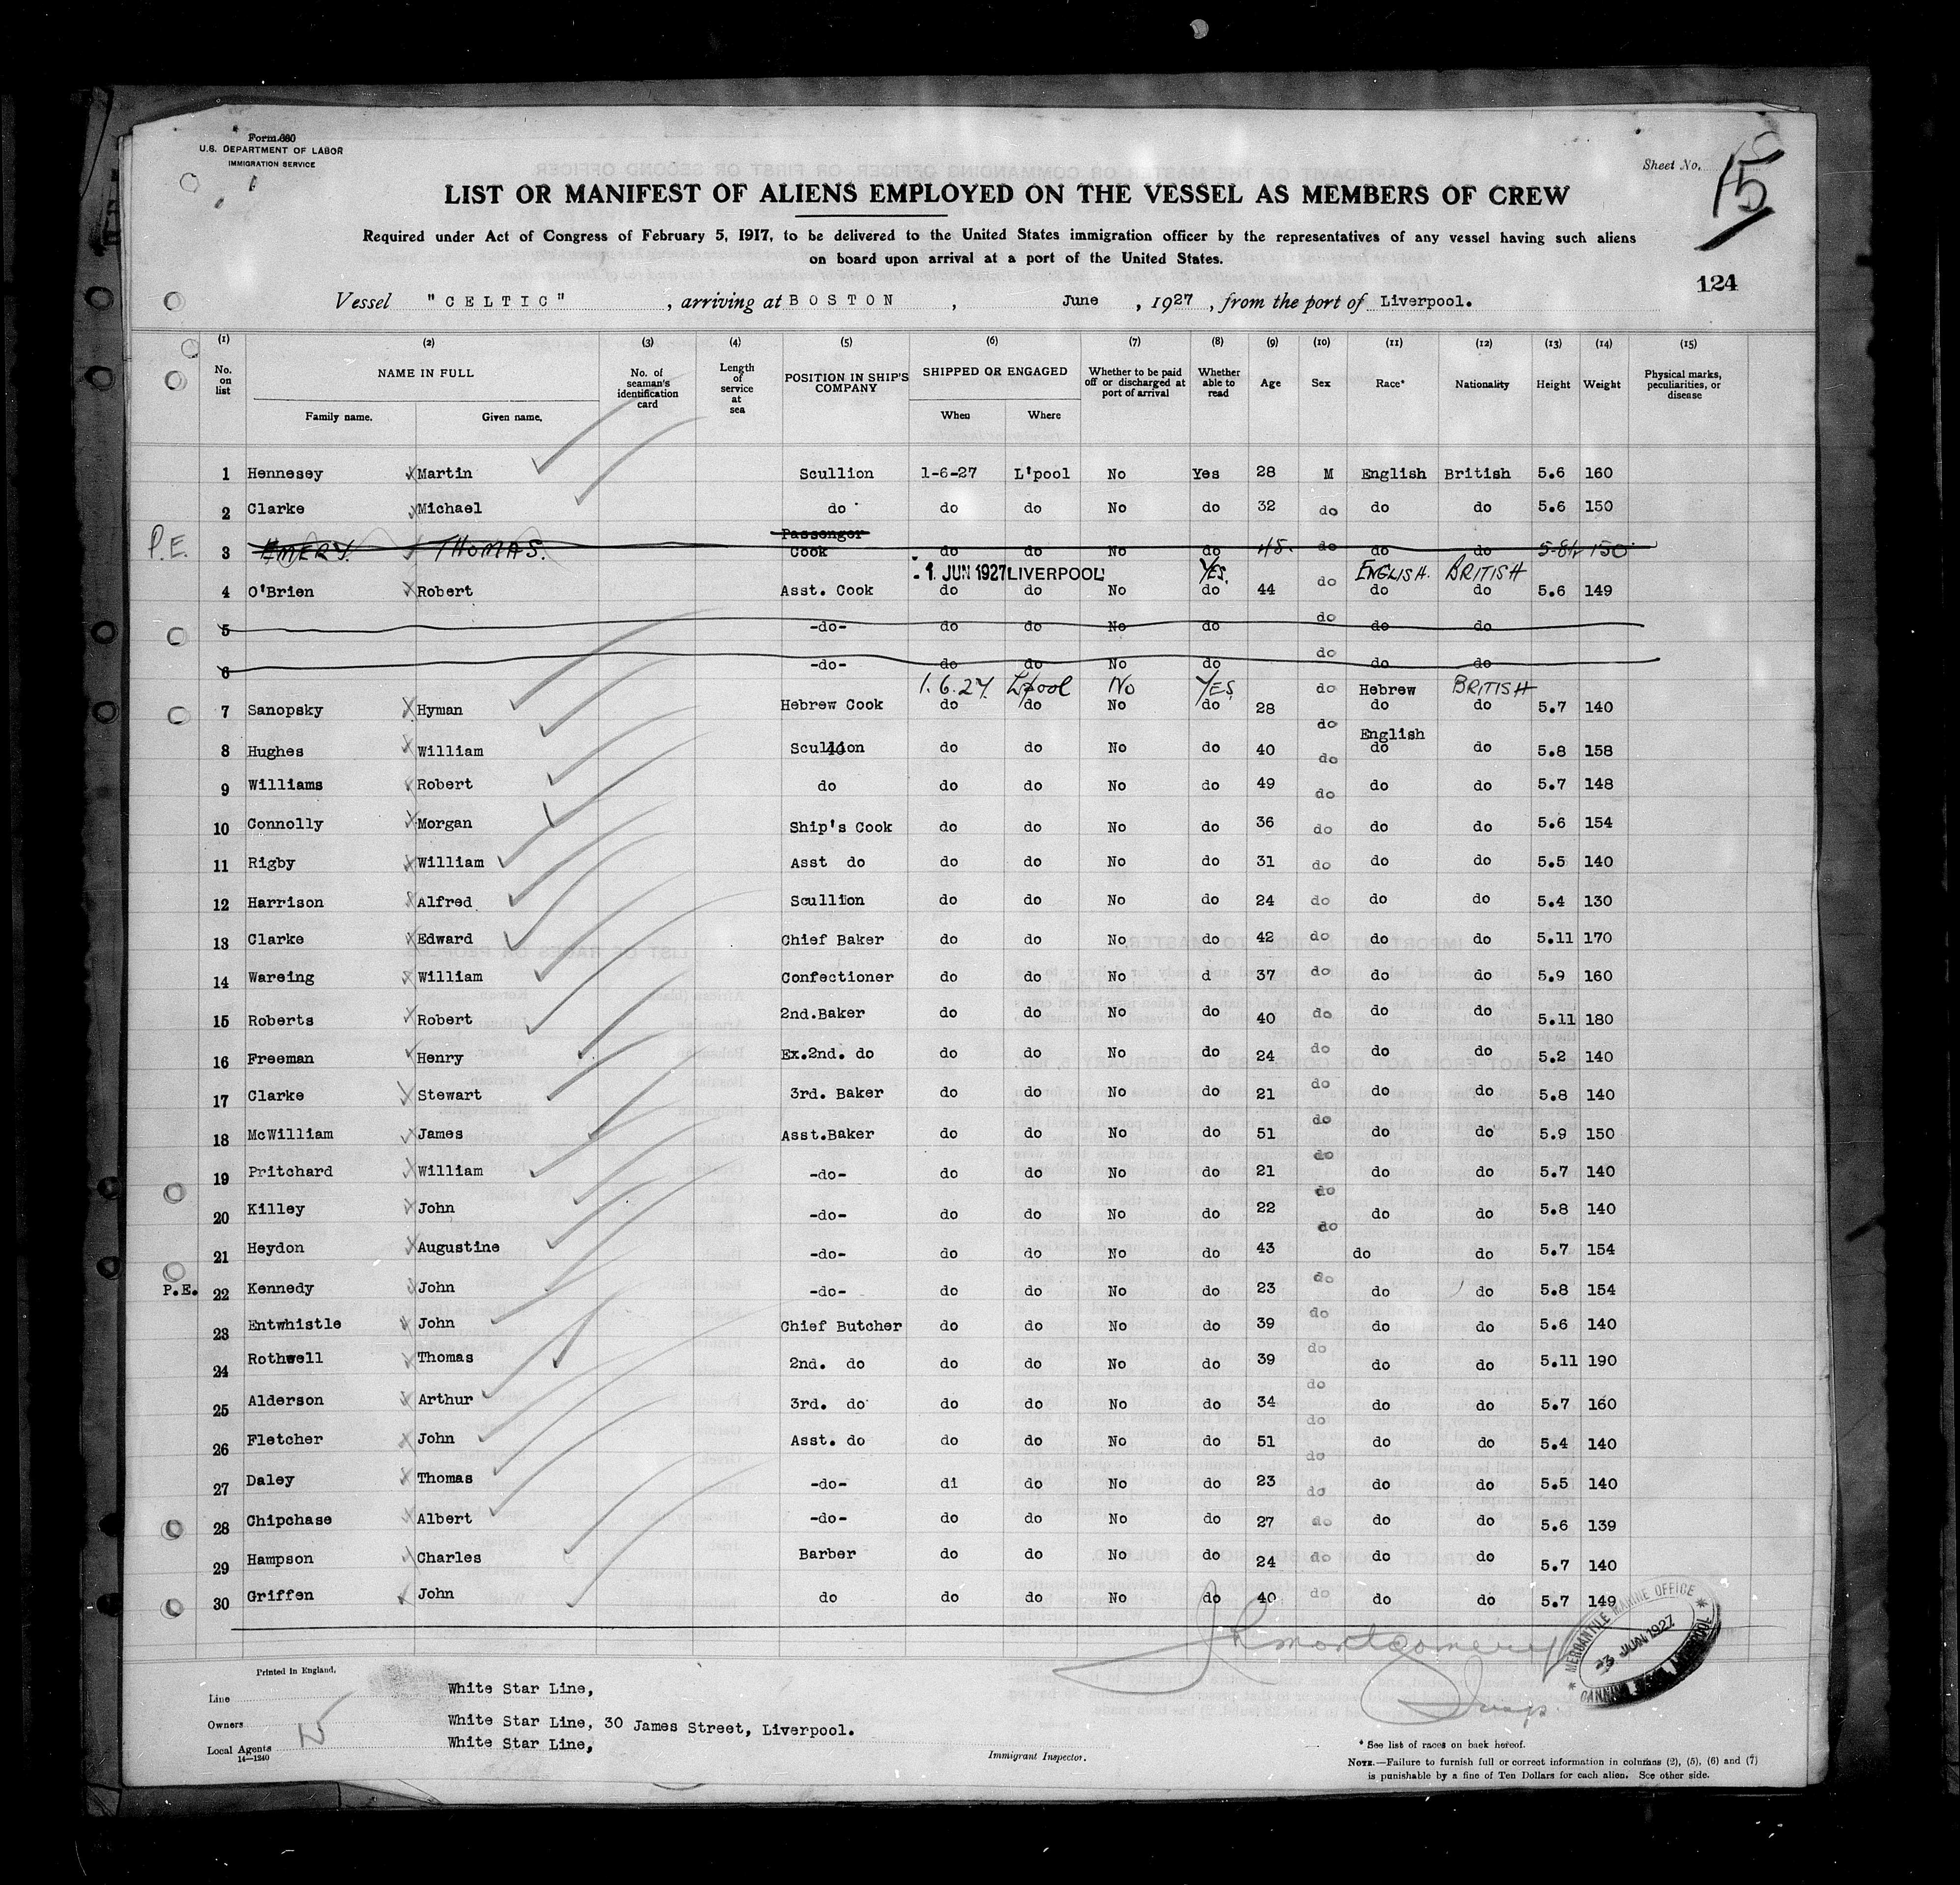 Form 680
U.S. DEPARTMENT OF LABOR
IMMIGRATION SERVICE
Sheet No. 15
LIST OR MANIFEST OF ALIENS EMPLOYED ON THE VESSEL AS MEMBERS OF CREW
Required under Act of Congress of February 5, 1917, to be delivered to the United States immigration officer by the representatives of any vessel having such aliens
on board upon arrival at a port of the United States.
124
Vessel "CELTIC", arriving at BOSTON, June, 1927, from the port of Liverpool.
(1) (2) (3) (4) (5) (6) (7) (8) (9) (10) (11) (12) (13) (14) (15)
No. on list NAME IN FULL Family name. Given name. No. of seaman's identification card Length of service at sea POSITION IN SHIP'S COMPANY SHIPPED OR ENGAGED When Where Whether to be paid off or discharged at port of arrival Whether able to read Age Sex Race* Nationality Height Weight Physical marks, peculiarities, or disease
1 Hennesey Martin Scullion 1-6-27 L'pool No Yes 28 M English British 5.6 160
2 Clarke Michael do do do No do 32 do do do 5.6 150
Passenger
P.E. 3 EMERY. THOMAS. Cook do do No do 45. do do do 5-8½ 150
1 JUN 1927 LIVERPOOL YES. ENGLISH. BRITISH
4 O'Brien Robert Asst. Cook do do No do 44 do do do 5.6 149
5 -do- do do No do do do do
6 -do- do do No do do do do
1.6.27. L'pool No YES do Hebrew BRITISH
7 Sanopsky Hyman Hebrew Cook do do No do 28 do do do 5.7 140
English
8 Hughes William Scullion do do No do 40 do do do 5.8 158
9 Williams Robert do do do No do 49 do do do 5.7 148
10 Connolly Morgan Ship's Cook do do No do 36 do do do 5.6 154
11 Rigby William Asst do do do No do 31 do do do 5.5 140
12 Harrison Alfred Scullion do do No do 24 do do do 5.4 130
13 Clarke Edward Chief Baker do do No do 42 do do do 5.11 170
14 Wareing William Confectioner do do No d 37 do do do 5.9 160
15 Roberts Robert 2nd.Baker do do No do 40 do do do 5.11 180
16 Freeman Henry Ex.2nd. do do do No do 24 do do do 5.2 140
17 Clarke Stewart 3rd. Baker do do No do 21 do do do 5.8 140
18 McWilliam James Asst.Baker do do No do 51 do do do 5.9 150
19 Pritchard William -do- do do No do 21 do do do 5.7 140
20 Killey John -do- do do No do 22 do do do 5.8 140
21 Heydon Augustine -do- do do No do 43 do do do 5.7 154
P.E. 22 Kennedy John -do- do do No do 23 do do do 5.8 154
23 Entwhistle John Chief Butcher do do No do 39 do do do 5.6 140
24 Rothwell Thomas 2nd. do do do No do 39 do do do 5.11 190
25 Alderson Arthur 3rd. do do do No do 34 do do do 5.7 160
26 Fletcher John Asst. do do do No do 51 do do do 5.4 140
27 Daley Thomas -do- di do No do 23 do do do 5.5 140
28 Chipchase Albert -do- do do No do 27 do do do 5.6 139
29 Hampson Charles Barber do do No do 24 do do do 5.7 140
30 Griffen John do do do No do 40 do do do 5.7 149
Montgomery
MERCANTILE MARINE OFFICE
3 JUN 1927
Printed in England.
Line White Star Line,
Owners White Star Line, 30 James Street, Liverpool.
Local Agents White Star Line,
14—1240
15
Immigrant Inspector.
* See list of races on back hereof.
NOTE.—Failure to furnish full or correct information in columns (2), (5), (6) and (7)
is punishable by a fine of Ten Dollars for each alien. See other side.